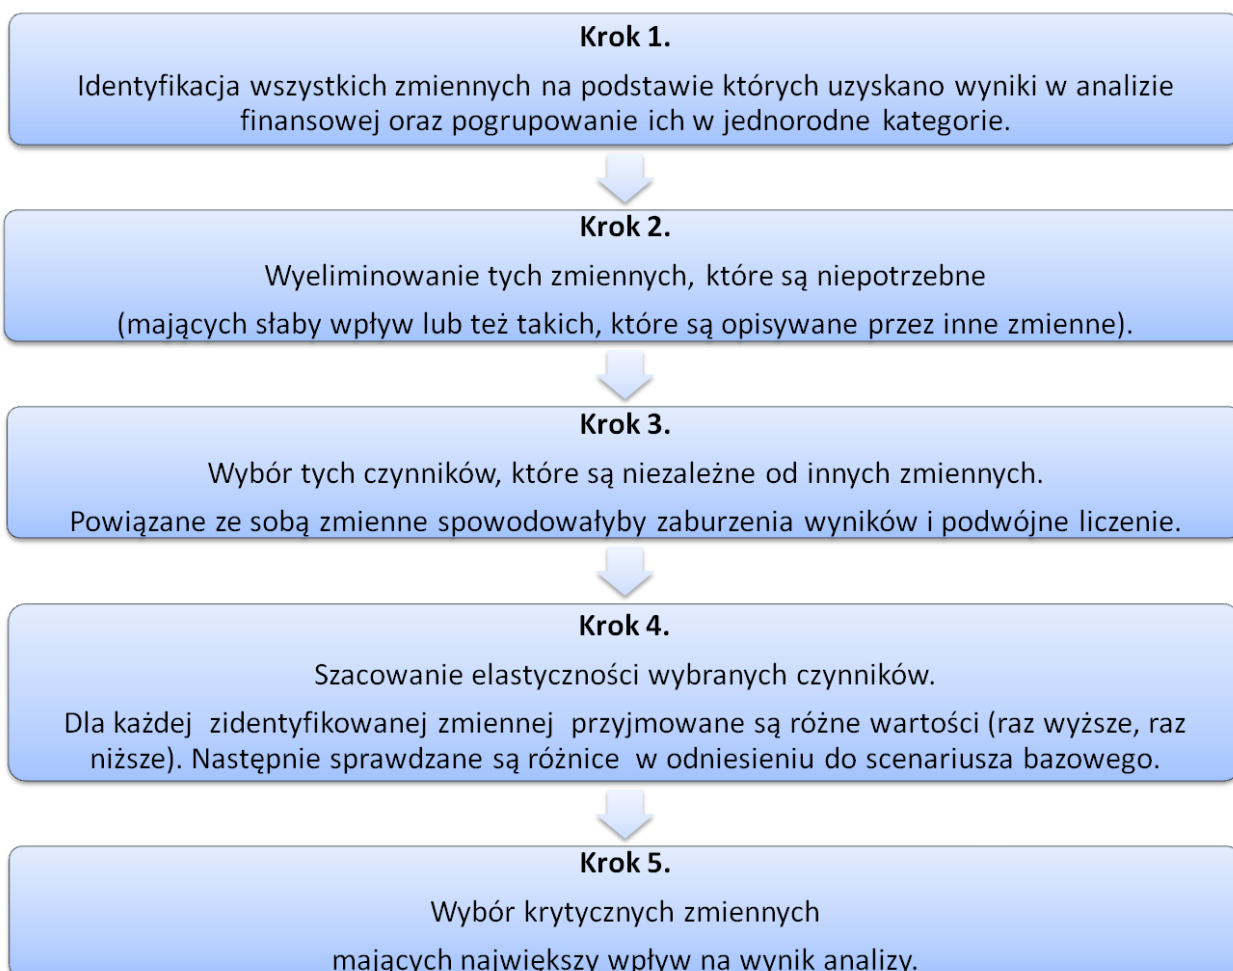 Krok 1.
Identyfikacja wszystkich zmiennych na podstawie których uzyskano wyniki w analizie
finansowej oraz pogrupowanie ich w jednorodne kategorie.
Krok 2.
Wyeliminowanie tych zmiennych, które są niepotrzebne
(mających słaby wpływ lub też takich, które są opisywane przez inne zmienne).
Krok 3.
Wybór tych czynników, które są niezależne od innych zmiennych.
Powiązane ze sobą zmienne spowodowałyby zaburzenia wyników i podwójne liczenie.
Krok 4.
Szacowanie elastyczności wybranych czynników.
Dla każdej zidentyfikowanej zmiennej przyjmowane są różne wartości (raz wyższe, raz
niższe). Następnie sprawdzane są różnice w odniesieniu do scenariusza bazowego.
Krok 5.
Wybór krytycznych zmiennych
mających największy wpływ na wynik analizy.